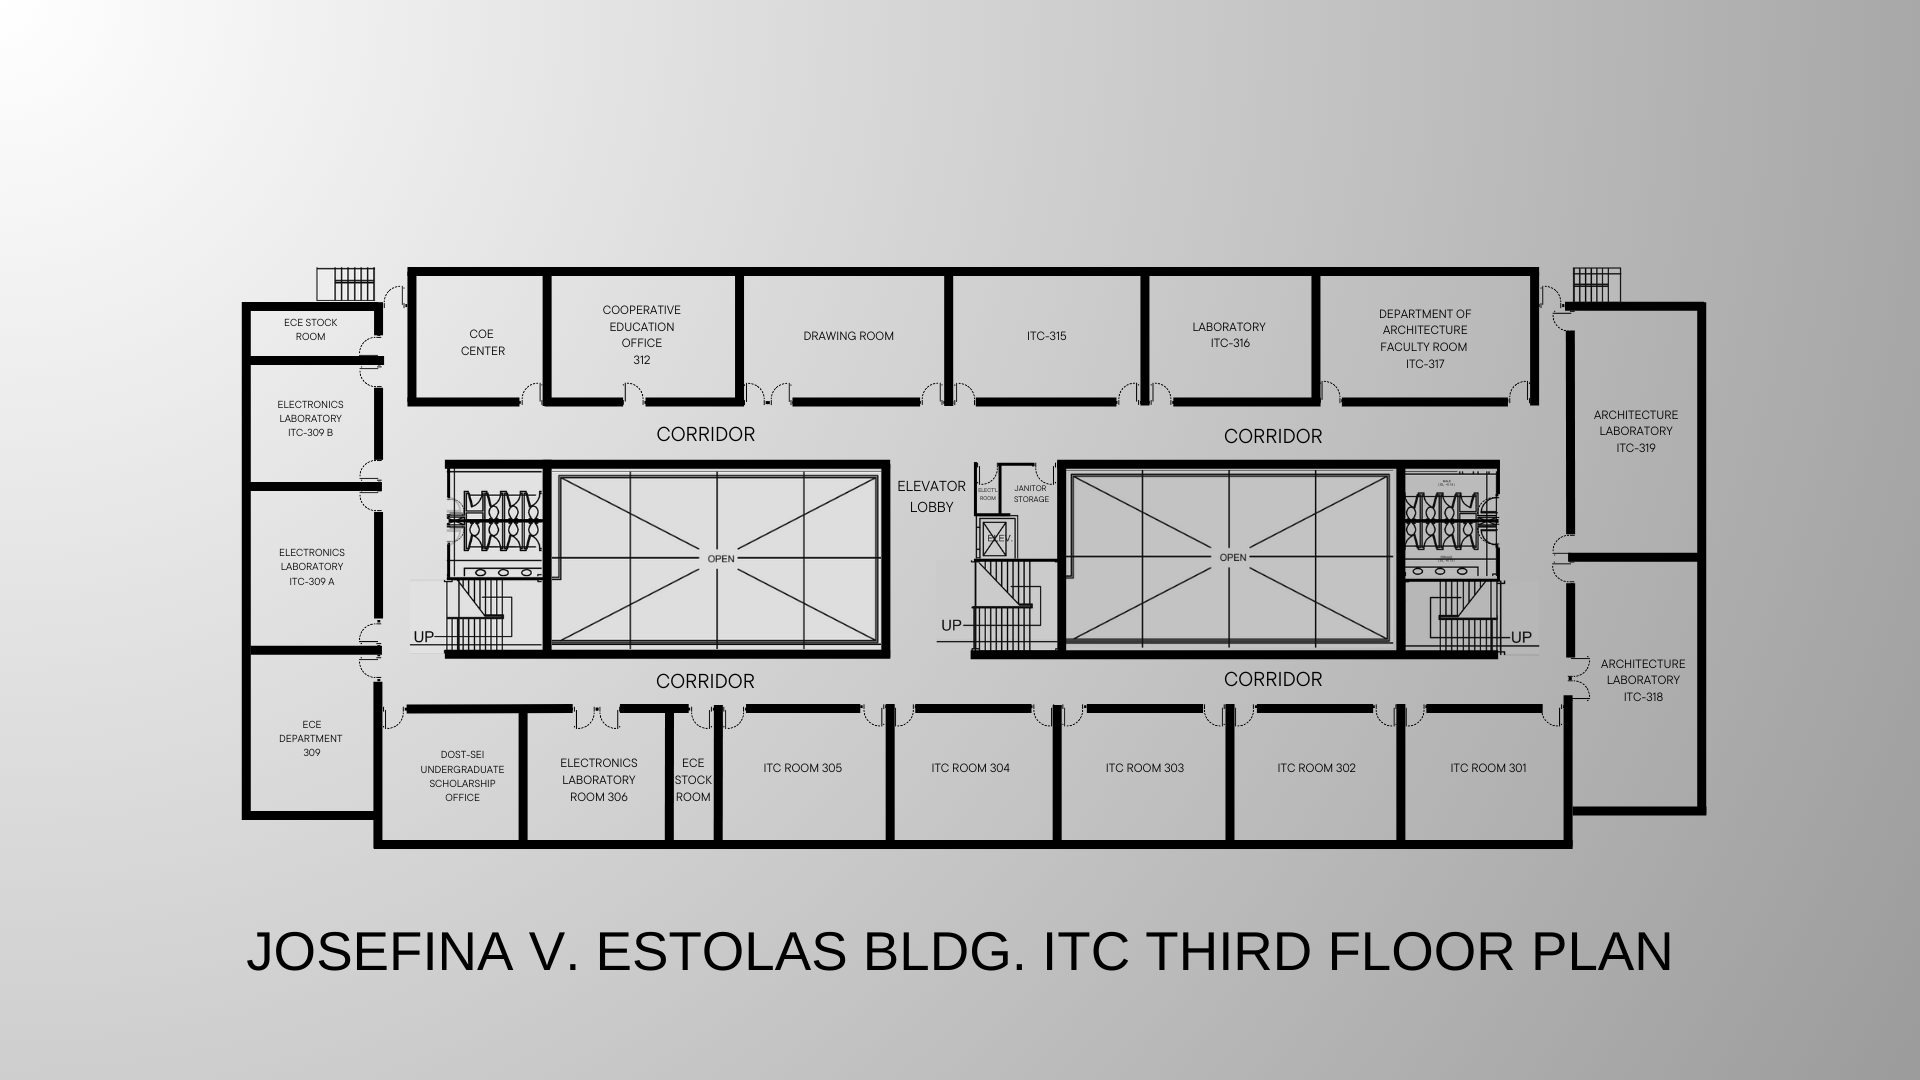 ECE STOCK
ROOM
COE
CENTER
COOPERATIVE
EDUCATION
OFFICE
312
DRAWING ROOM
ITC-315
LABORATORY
ITC-316
DEPARTMENT OF
ARCHITECTURE
FACULTY ROOM
ITC-317
ELECTRONICS
LABORATORY
ITC-309 B
ARCHITECTURE
LABORATORY
ITC-319
CORRIDOR
CORRIDOR
ELEVATOR
LOBBY
ELECT'L
ROOM
JANITOR
STORAGE
ELEV.
OPEN
OPEN
MALE
ELECTRONICS
LABORATORY
ITC-309 A
UP
UP
UP
CORRIDOR
CORRIDOR
ARCHITECTURE
LABORATORY
ITC-318
ECE
DEPARTMENT
309
DOST-SEI
UNDERGRADUATE
SCHOLARSHIP
OFFICE
ELECTRONICS
LABORATORY
ROOM 306
ECE
STOCK
ROOM
ITC ROOM 305
ITC ROOM 304
ITC ROOM 303
ITC ROOM 302
ITC ROOM 301
JOSEFINA V. ESTOLAS BLDG. ITC THIRD FLOOR PLAN